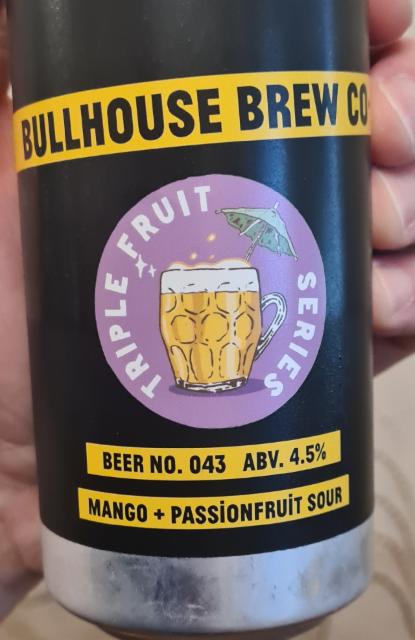 BULLHOUSE BREW CO
TRIPLE FRUIT
SERIES
BEER NO. 043 ABV. 4.5%
MANGO + PASSiONFRUiT SOUR